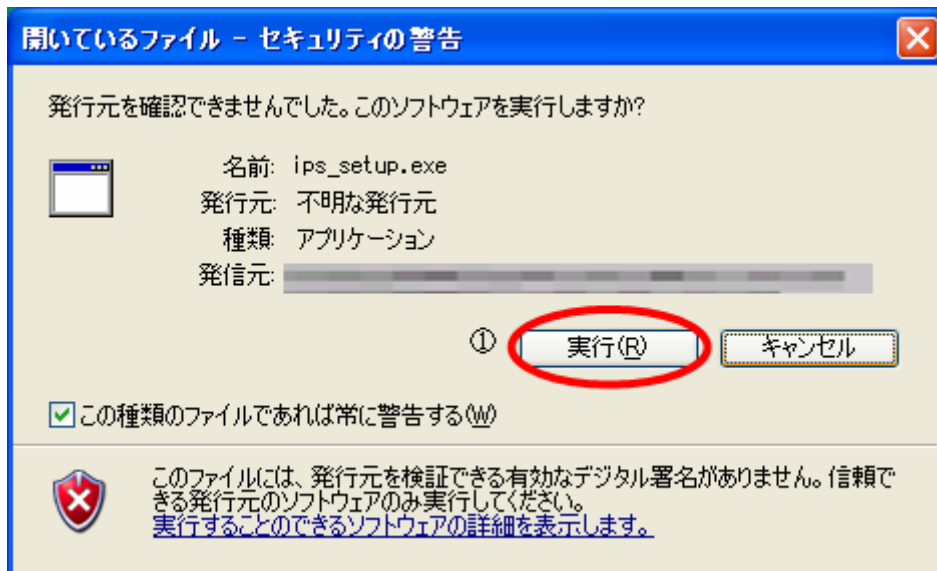 開いているファイル - セキュリティの警告
発行元を確認できませんでした。このソフトウェアを実行しますか?
名前: ips_setup.exe
発行元: 不明な発行元
種類: アプリケーション
発信元:
① 実行(R) キャンセル
この種類のファイルであれば常に警告する(W)
このファイルには、発行元を検証できる有効なデジタル署名がありません。信頼で
きる発行元のソフトウェアのみ実行してください。
実行することのできるソフトウェアの詳細を表示します。